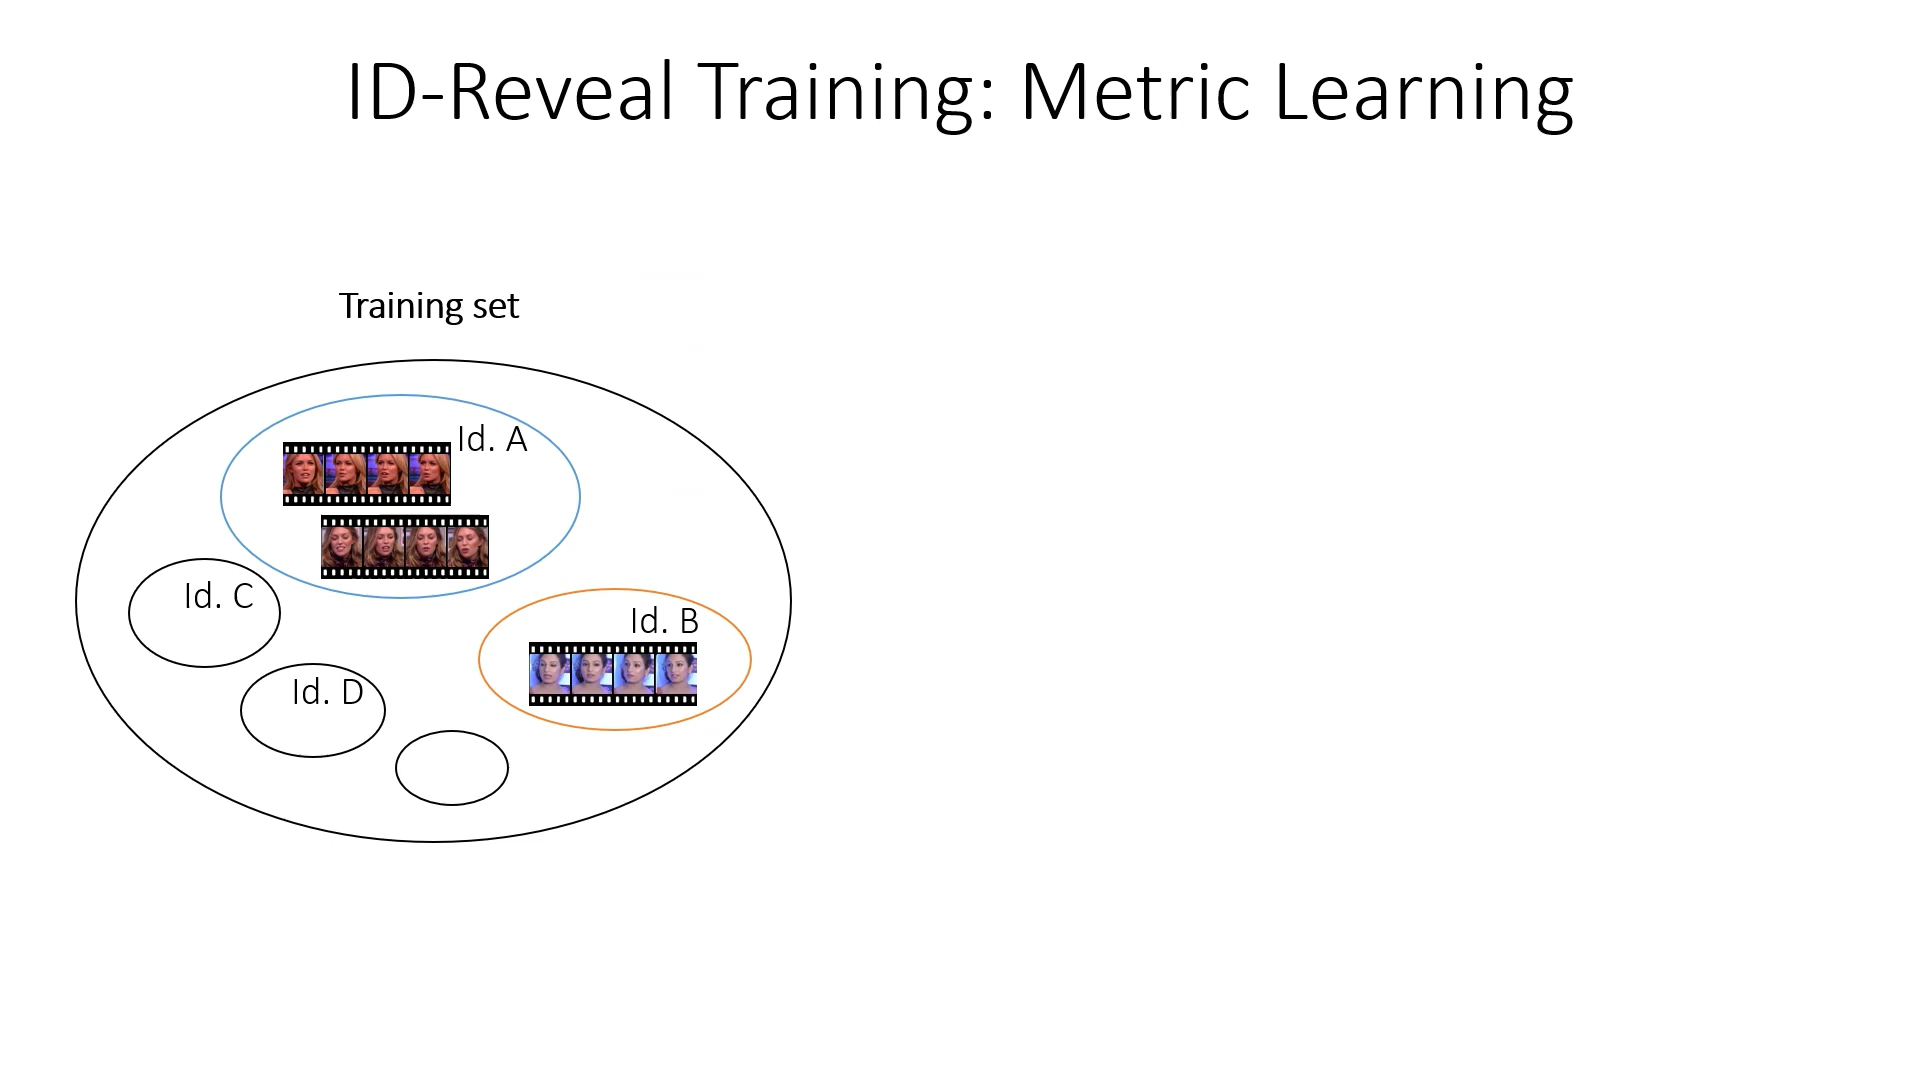 ID-Reveal Training: Metric Learning
Training set
Id. A
Id. C
Id. B
Id. D